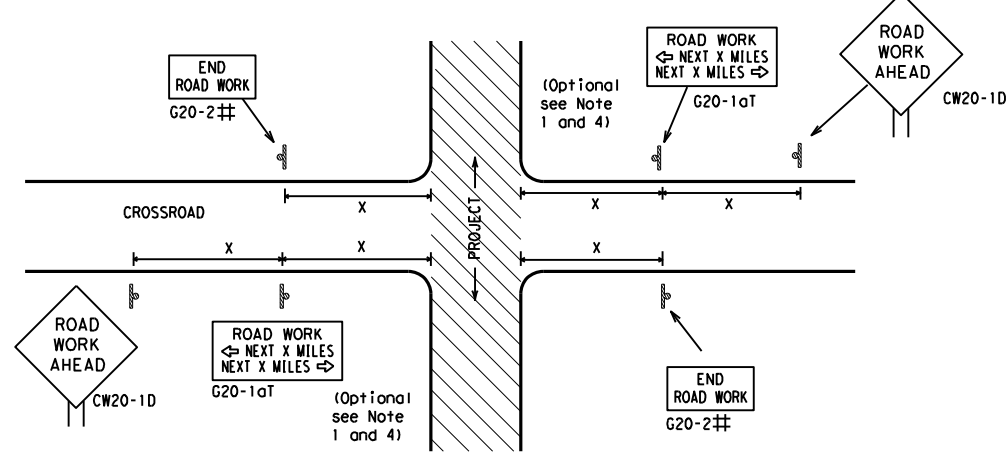 ROAD WORK
⇦ NEXT X MILES
NEXT X MILES ⇨
G20-1aT
ROAD
WORK
AHEAD
CW20-1D
END
ROAD WORK
G20-2#
(Optional
see Note
1 and 4)
X
X
X
CROSSROAD
PROJECT
X
X
X
ROAD
WORK
AHEAD
CW20-1D
ROAD WORK
⇦ NEXT X MILES
NEXT X MILES ⇨
G20-1aT
(Optional
see Note
1 and 4)
END
ROAD WORK
G20-2#